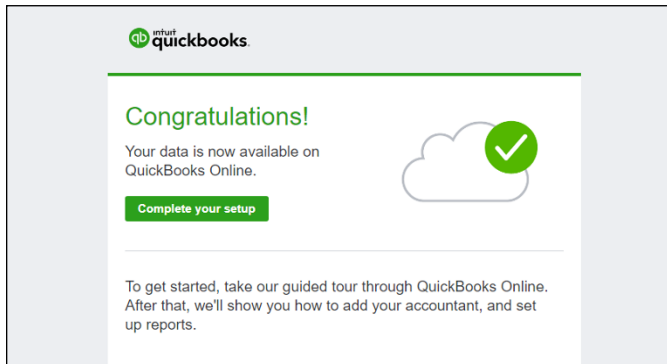 intuit
quickbooks.
Congratulations!
Your data is now available on
QuickBooks Online.
Complete your setup
To get started, take our guided tour through QuickBooks Online.
After that, we'll show you how to add your accountant, and set
up reports.